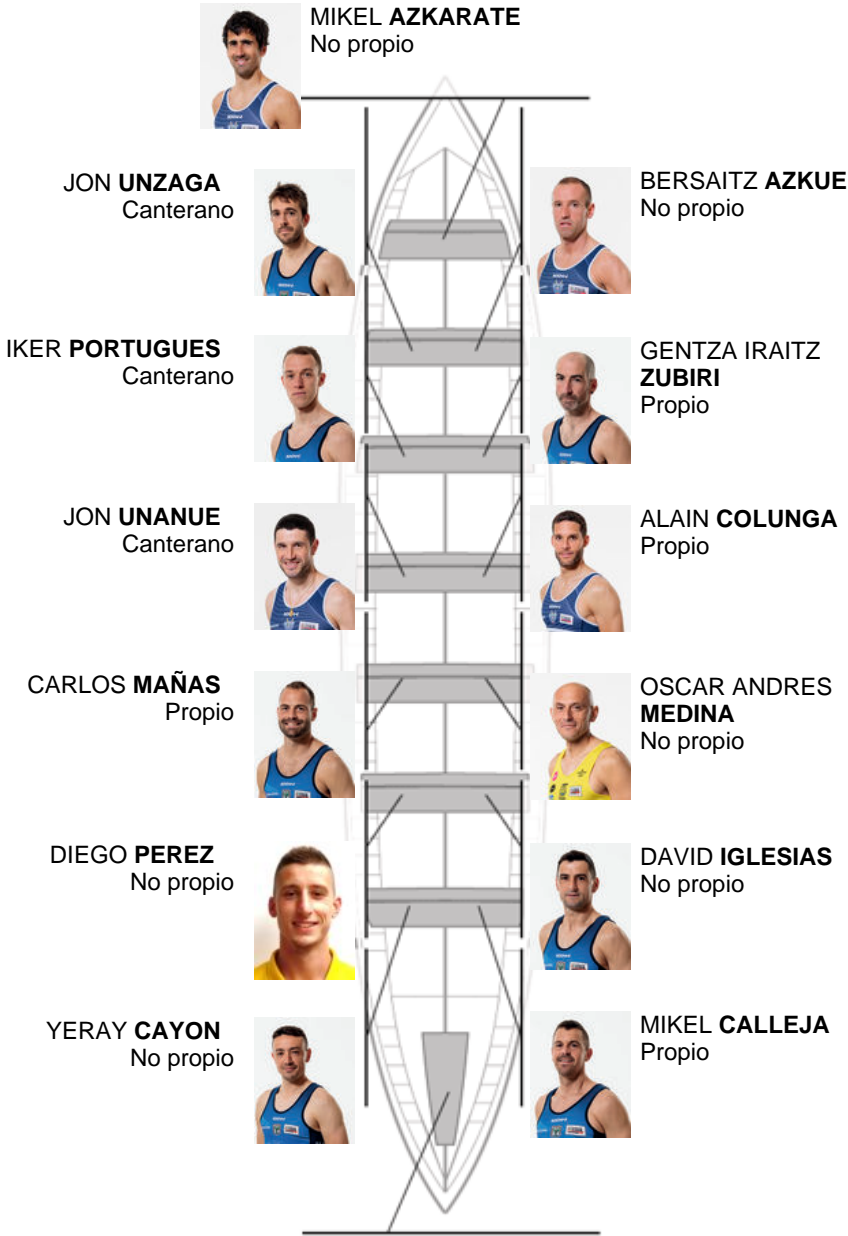 MIKEL AZKARATE
No propio
JON UNZAGA
Canterano
BERSAITZ AZKUE
No propio
IKER PORTUGUES
Canterano
GENTZA IRAITZ
ZUBIRI
Propio
JON UNANUE
Canterano
ALAIN COLUNGA
Propio
CARLOS MAÑAS
Propio
OSCAR ANDRES
MEDINA
No propio
DIEGO PEREZ
No propio
DAVID IGLESIAS
No propio
YERAY CAYON
No propio
MIKEL CALLEJA
Propio